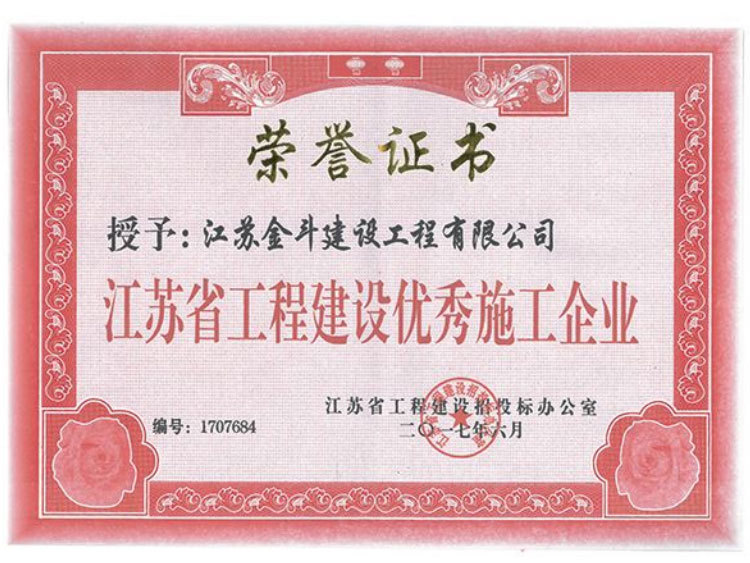 荣誉证书
授予：江苏金斗建设工程有限公司
江苏省工程建设优秀施工企业
江苏省工程建设招投标办公室
编号：1707684
二〇一七年六月